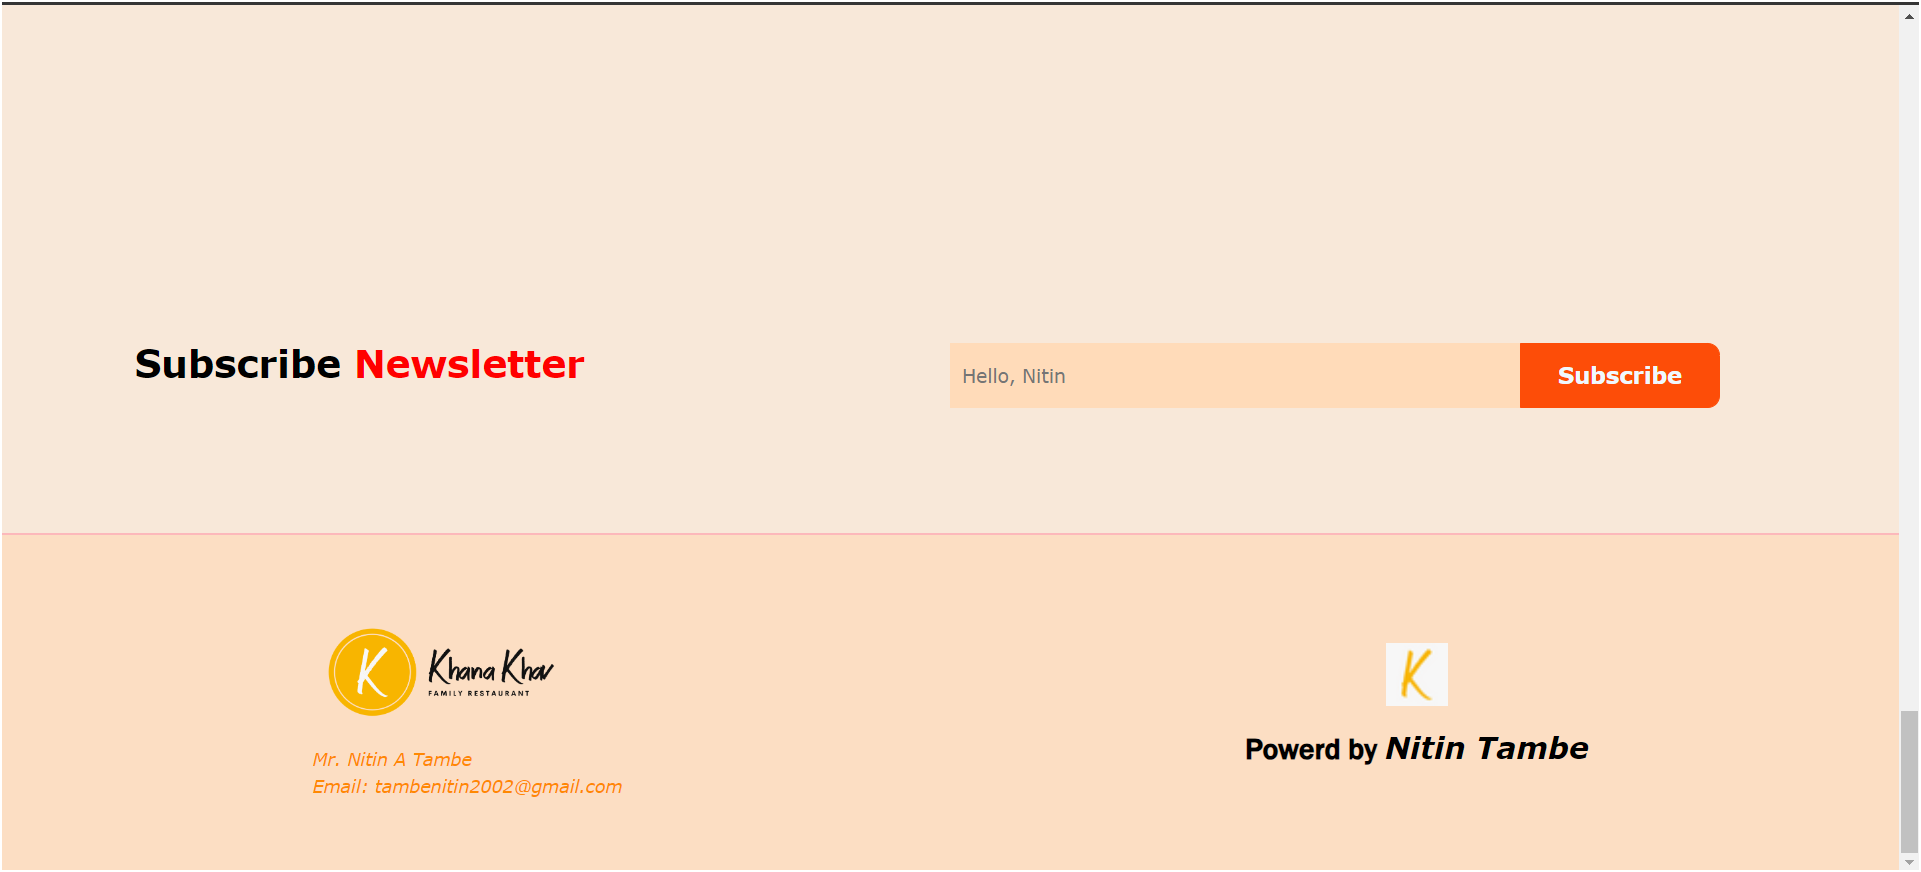 Subscribe Newsletter
Hello, Nitin
Subscribe
K
Khana Khav
FAMILY RESTAURANT
Mr. Nitin A Tambe
Email: tambenitin2002@gmail.com
K
Powerd by Nitin Tambe